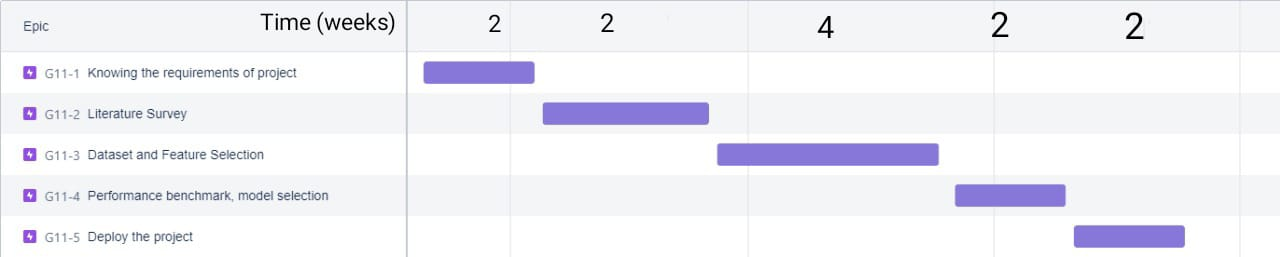 Epic Time (weeks) 2 2 4 2 2
G11-1 Knowing the requirements of project
G11-2 Literature Survey
G11-3 Dataset and Feature Selection
G11-4 Performance benchmark, model selection
G11-5 Deploy the project